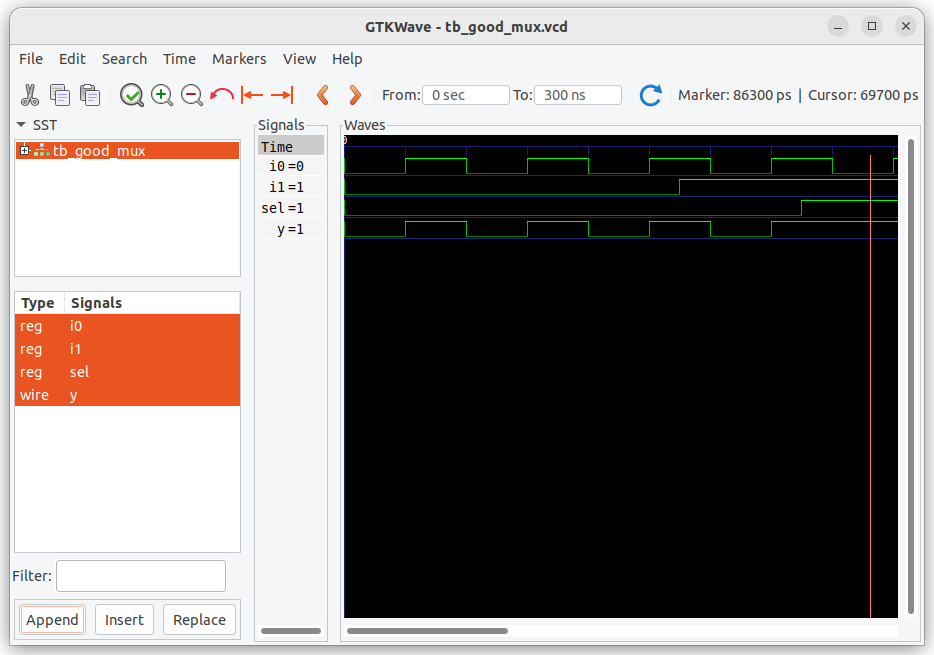 GTKWave - tb_good_mux.vcd
File Edit Search Time Markers View Help
From: 0 sec To: 300 ns Marker: 86300 ps | Cursor: 69700 ps
SST
tb_good_mux
Type Signals
reg i0
reg i1
reg sel
wire y
Filter:
Append Insert Replace
Signals
Time
i0=0
i1=1
sel=1
y=1
Waves
0